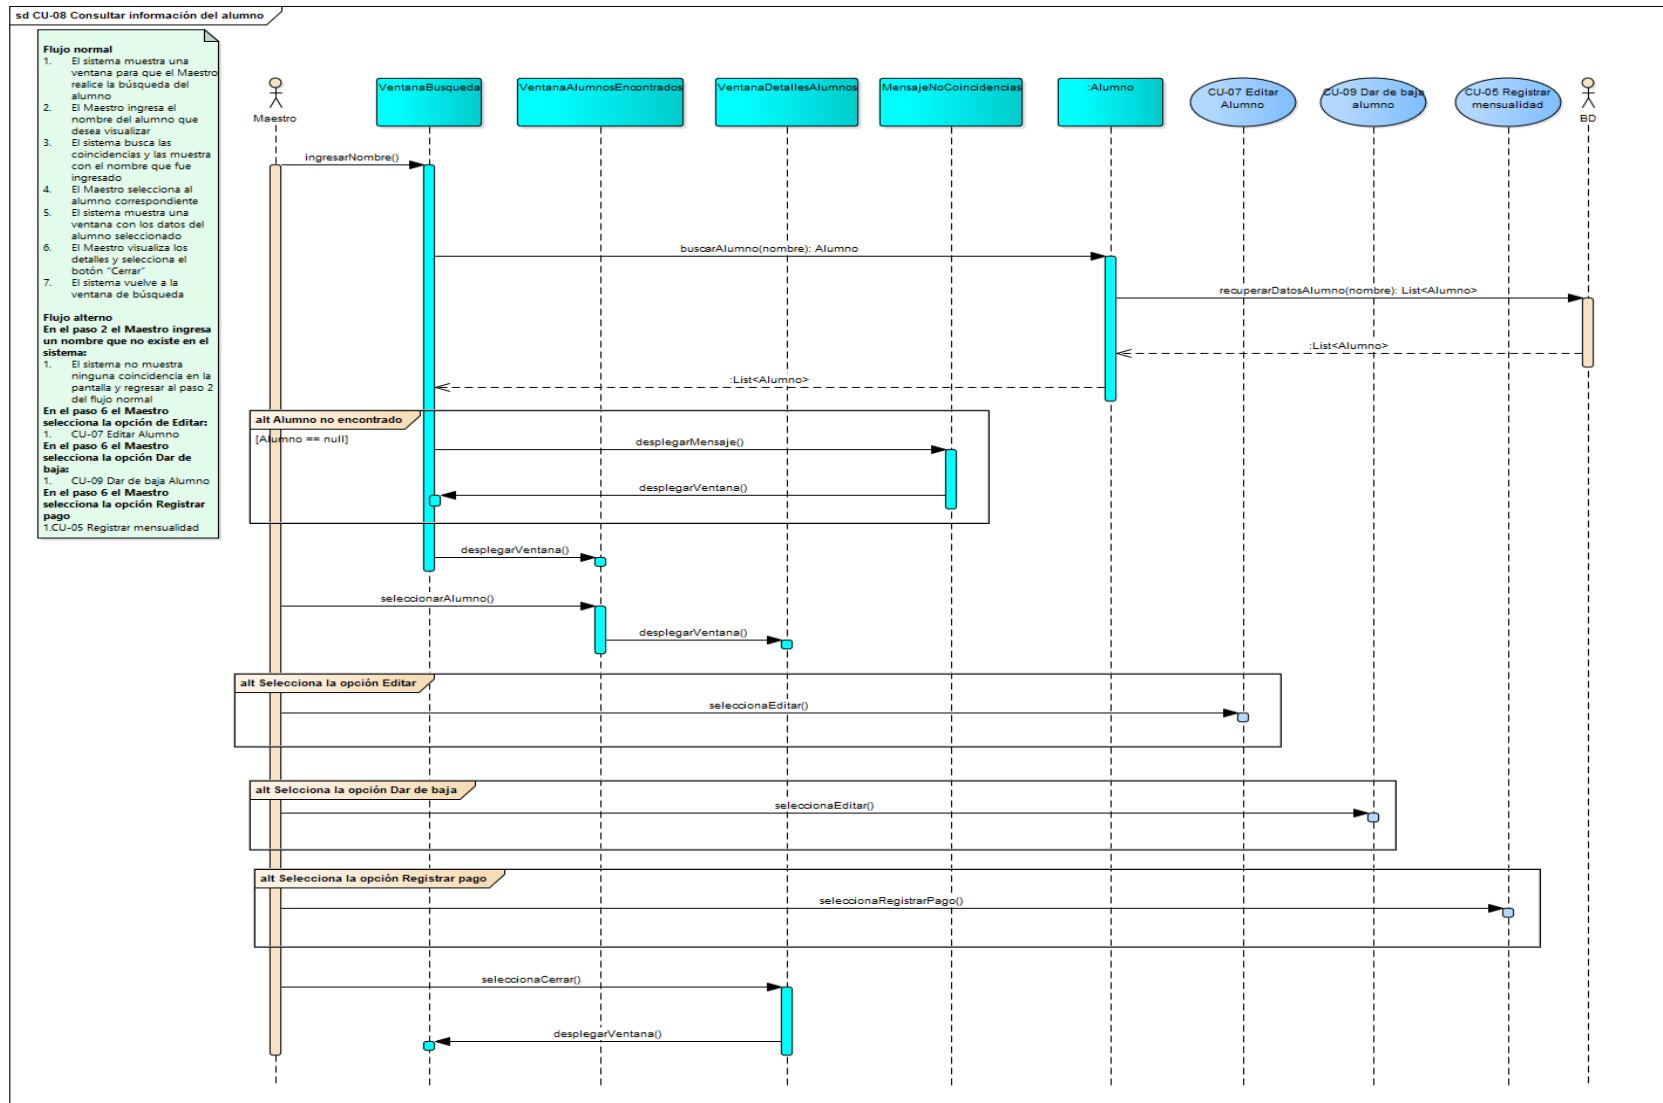 sd CU-08 Consultar información del alumno
Flujo normal
1. El sistema muestra una
ventana para que el Maestro
realice la búsqueda del
alumno
2. El Maestro ingresa el
nombre del alumno que
desea visualizar
3. El sistema busca las
coincidencias y las muestra
con el nombre que fue
ingresado
4. El Maestro selecciona al
alumno correspondiente
5. El sistema muestra una
ventana con los datos del
alumno seleccionado
6. El Maestro visualiza los
detalles y selecciona el
botón "Cerrar"
7. El sistema vuelve a la
ventana de búsqueda
Flujo alterno
En el paso 2 el Maestro ingresa
un nombre que no existe en el
sistema:
1. El sistema no muestra
ninguna coincidencia en la
pantalla y regresar al paso 2
del flujo normal
En el paso 6 el Maestro
selecciona la opción de Editar:
1. CU-07 Editar Alumno
En el paso 6 el Maestro
selecciona la opción Dar de
baja:
1. CU-09 Dar de baja Alumno
En el paso 6 el Maestro
selecciona la opción Registrar
pago
1.CU-05 Registrar mensualidad
Maestro
VentanaBusqueda
VentanaAlumnosEncontrados
VentanaDetallesAlumnos
MensajeNoCoincidencias
:Alumno
CU-07 Editar
Alumno
CU-09 Dar de baja
alumno
CU-05 Registrar
mensualidad
BD
ingresarNombre()
buscarAlumno(nombre): Alumno
recuperarDatosAlumno(nombre): List<Alumno>
:List<Alumno>
:List<Alumno>
alt Alumno no encontrado
[Alumno == null]
desplegarMensaje()
desplegarVentana()
desplegarVentana()
seleccionarAlumno()
desplegarVentana()
alt Selecciona la opción Editar
seleccionaEditar()
alt Selcciona la opción Dar de baja
seleccionaEditar()
alt Selecciona la opción Registrar pago
seleccionaRegistrarPago()
seleccionaCerrar()
desplegarVentana()